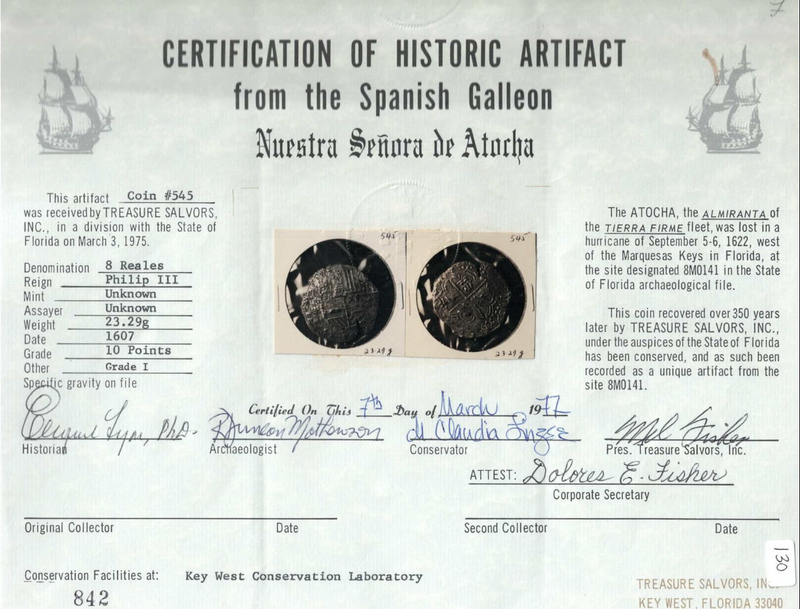 CERTIFICATION OF HISTORIC ARTIFACT
from the Spanish Galleon
Nuestra Señora de Atocha
This artifact Coin #545
was received by TREASURE SALVORS,
INC., in a division with the State of
Florida on March 3, 1975.
Denomination 8 Reales
Reign Philip III
Mint Unknown
Assayer Unknown
Weight 23.29g
Date 1607
Grade 10 Points
Other Grade I
Specific gravity on file
545
23.29g
545
23.29g
The ATOCHA, the ALMIRANTA of
the TIERRA FIRME fleet, was lost in a
hurricane of September 5-6, 1622, west
of the Marquesas Keys in Florida, at
the site designated 8MO141 in the State
of Florida archaeological file.
This coin recovered over 350 years
later by TREASURE SALVORS, INC.,
under the auspices of the State of Florida
has been conserved, and as such been
recorded as a unique artifact from the
site 8MO141.
Certified On This 7th Day of March 1977
Eugene Lyon, PhD. Duncan Mathewson Claudia Mel Fisher
Historian Archaeologist Conservator Pres. Treasure Salvors, Inc.
ATTEST: Dolores E. Fisher
Corporate Secretary
Original Collector Date Second Collector Date
Conservation Facilities at: Key West Conservation Laboratory
842
130
TREASURE SALVORS, INC.
KEY WEST, FLORIDA 33040